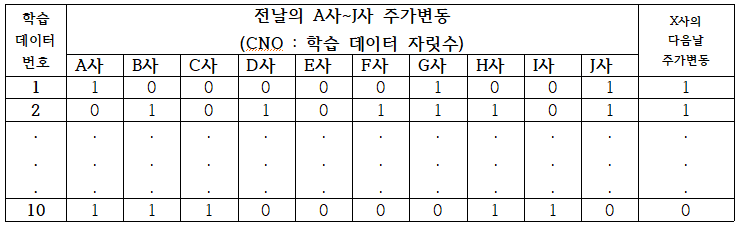 학습 데이터 번호 전날의 A사~J사 주가변동 X사의 다음날 주가변동
(CNO : 학습 데이터 자릿수)
A사 B사 C사 D사 E사 F사 G사 H사 I사 J사
1 1 0 0 0 0 0 1 0 0 1 1
2 0 1 0 1 0 1 1 1 0 1 1
. . . . . . . . . . . .
. . . . . . . . . . . .
. . . . . . . . . . . .
10 1 1 1 0 0 0 0 1 1 0 0